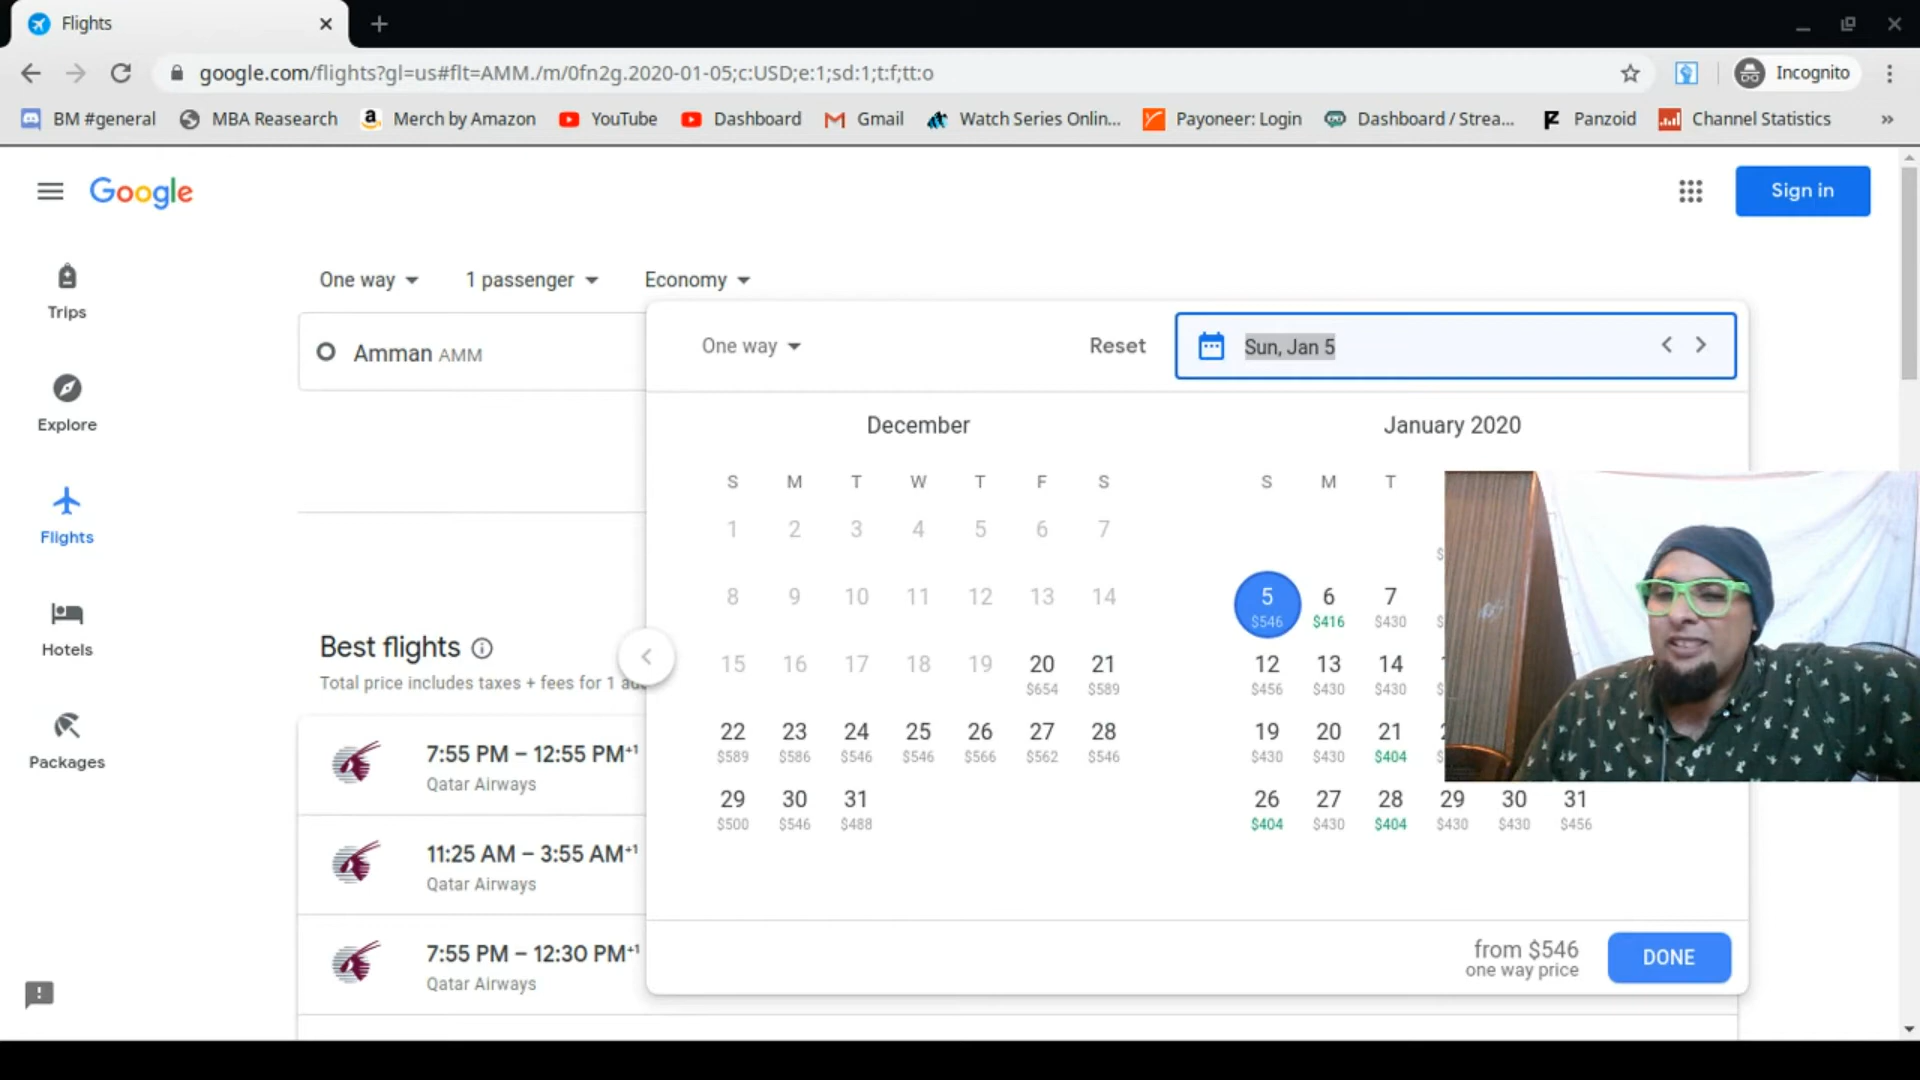 Flights
google.com/flights?gl=us#flt=AMM./m/0fn2g.2020-01-05;c:USD;e:1;sd:1;t:f;tt:o
Incognito
BM #general MBA Reasearch Merch by Amazon YouTube Dashboard Gmail Watch Series Onlin... Payoneer: Login Dashboard / Strea... Panzoid Channel Statistics »
Google
Sign in
Trips
Explore
Flights
Hotels
Packages
One way 1 passenger Economy
Amman AMM
One way Reset Sun, Jan 5
December
S M T W T F S
1 2 3 4 5 6 7
8 9 10 11 12 13 14
15 16 17 18 19 20 21
$654 $589
22 23 24 25 26 27 28
$589 $586 $546 $546 $566 $562 $546
29 30 31
$500 $546 $488
January 2020
S M T
5 6 7
$546 $416 $430
12 13 14
$456 $430 $430
19 20 21
$430 $430 $404
26 27 28 29 30 31
$404 $430 $404 $430 $430 $456
from $546
one way price
DONE
Best flights
Total price includes taxes + fees for 1
7:55 PM – 12:55 PM+1
Qatar Airways
11:25 AM – 3:55 AM+1
Qatar Airways
7:55 PM – 12:30 PM+1
Qatar Airways